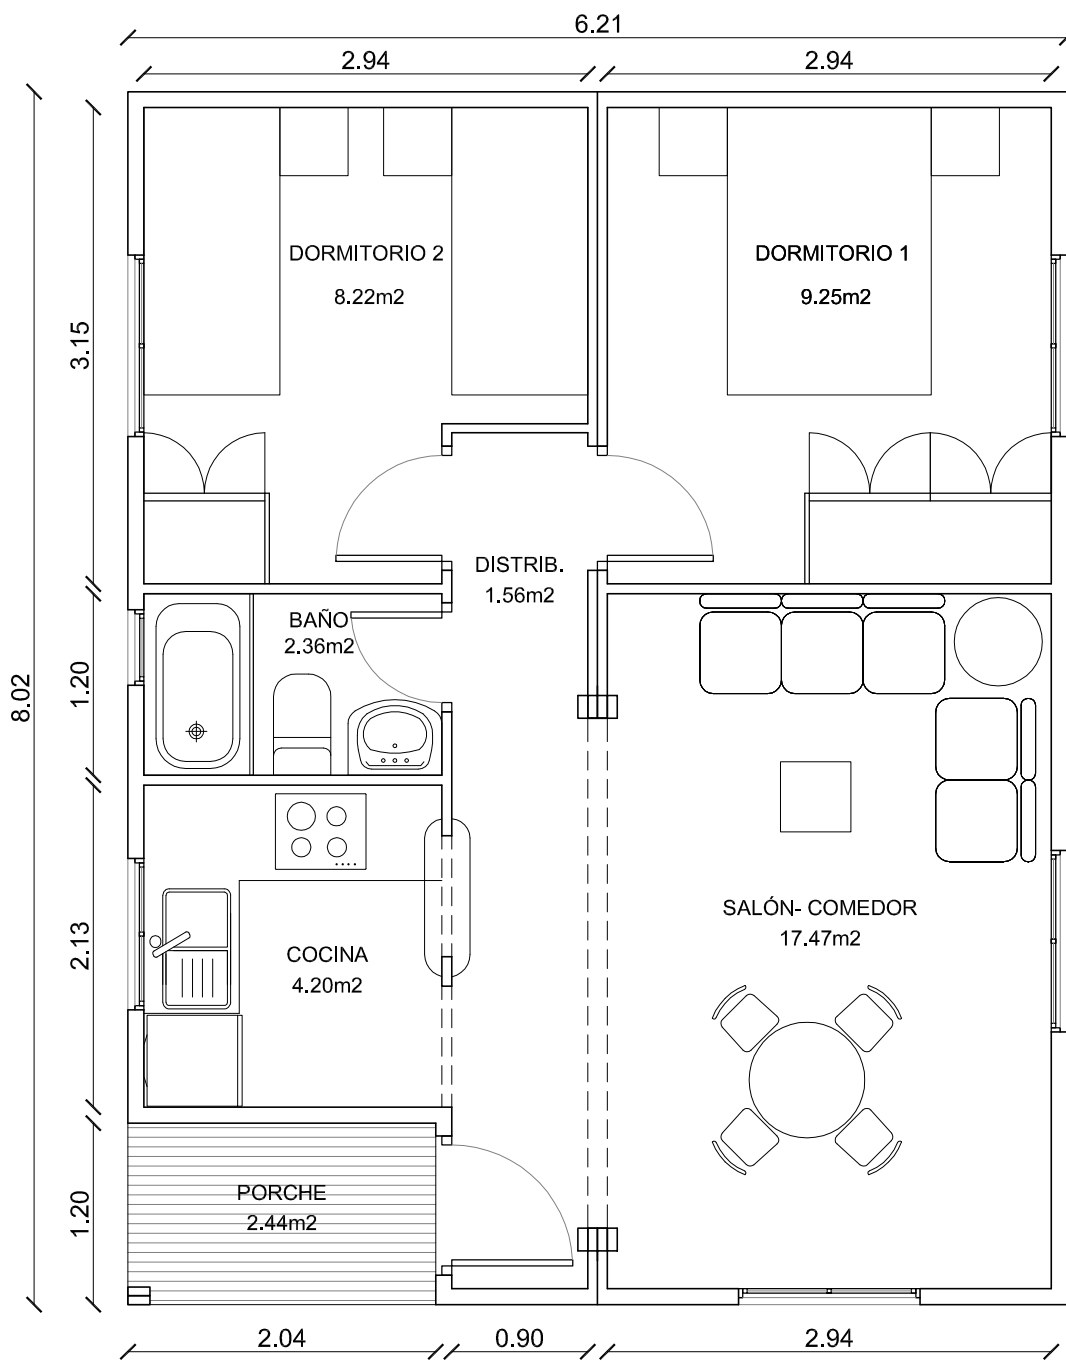 6.21
2.94
2.94
DORMITORIO 2
8.22m2
DORMITORIO 1
9.25m2
3.15
DISTRIB.
1.56m2
BAÑO
2.36m2
1.20
8.02
SALÓN- COMEDOR
17.47m2
COCINA
4.20m2
2.13
PORCHE
2.44m2
1.20
2.04
0.90
2.94